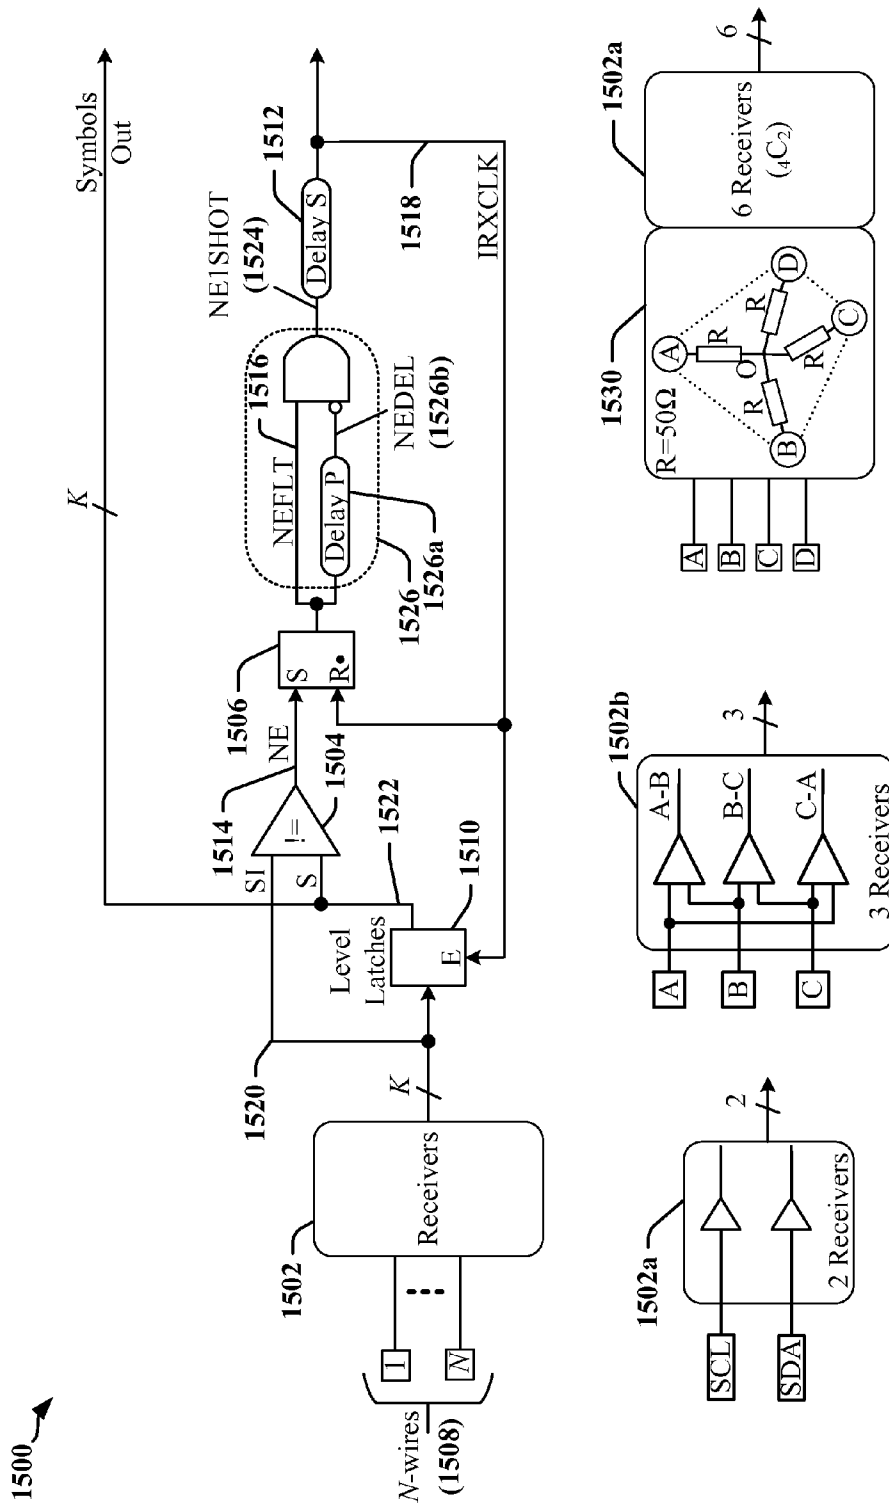 1500
Symbols
Out
K
NE1SHOT
(1524)
1512
Delay S
1516
NEFLT
Delay P
NEDEL
(1526b)
1526
1526a
1518
IRXCLK
1506
S
R
NE
1514
1504
!=
SI
S
1522
1510
Level
Latches
E
1520
K
1502
Receivers
1
N
N-wires
(1508)
1502a
SCL
SDA
2 Receivers
2
1502b
A
B
C
A-B
B-C
C-A
3 Receivers
3
1530
1502a
A
B
C
D
R=50Ω
A
B
C
D
O
R
R
R
R
6 Receivers
(₄C₂)
6